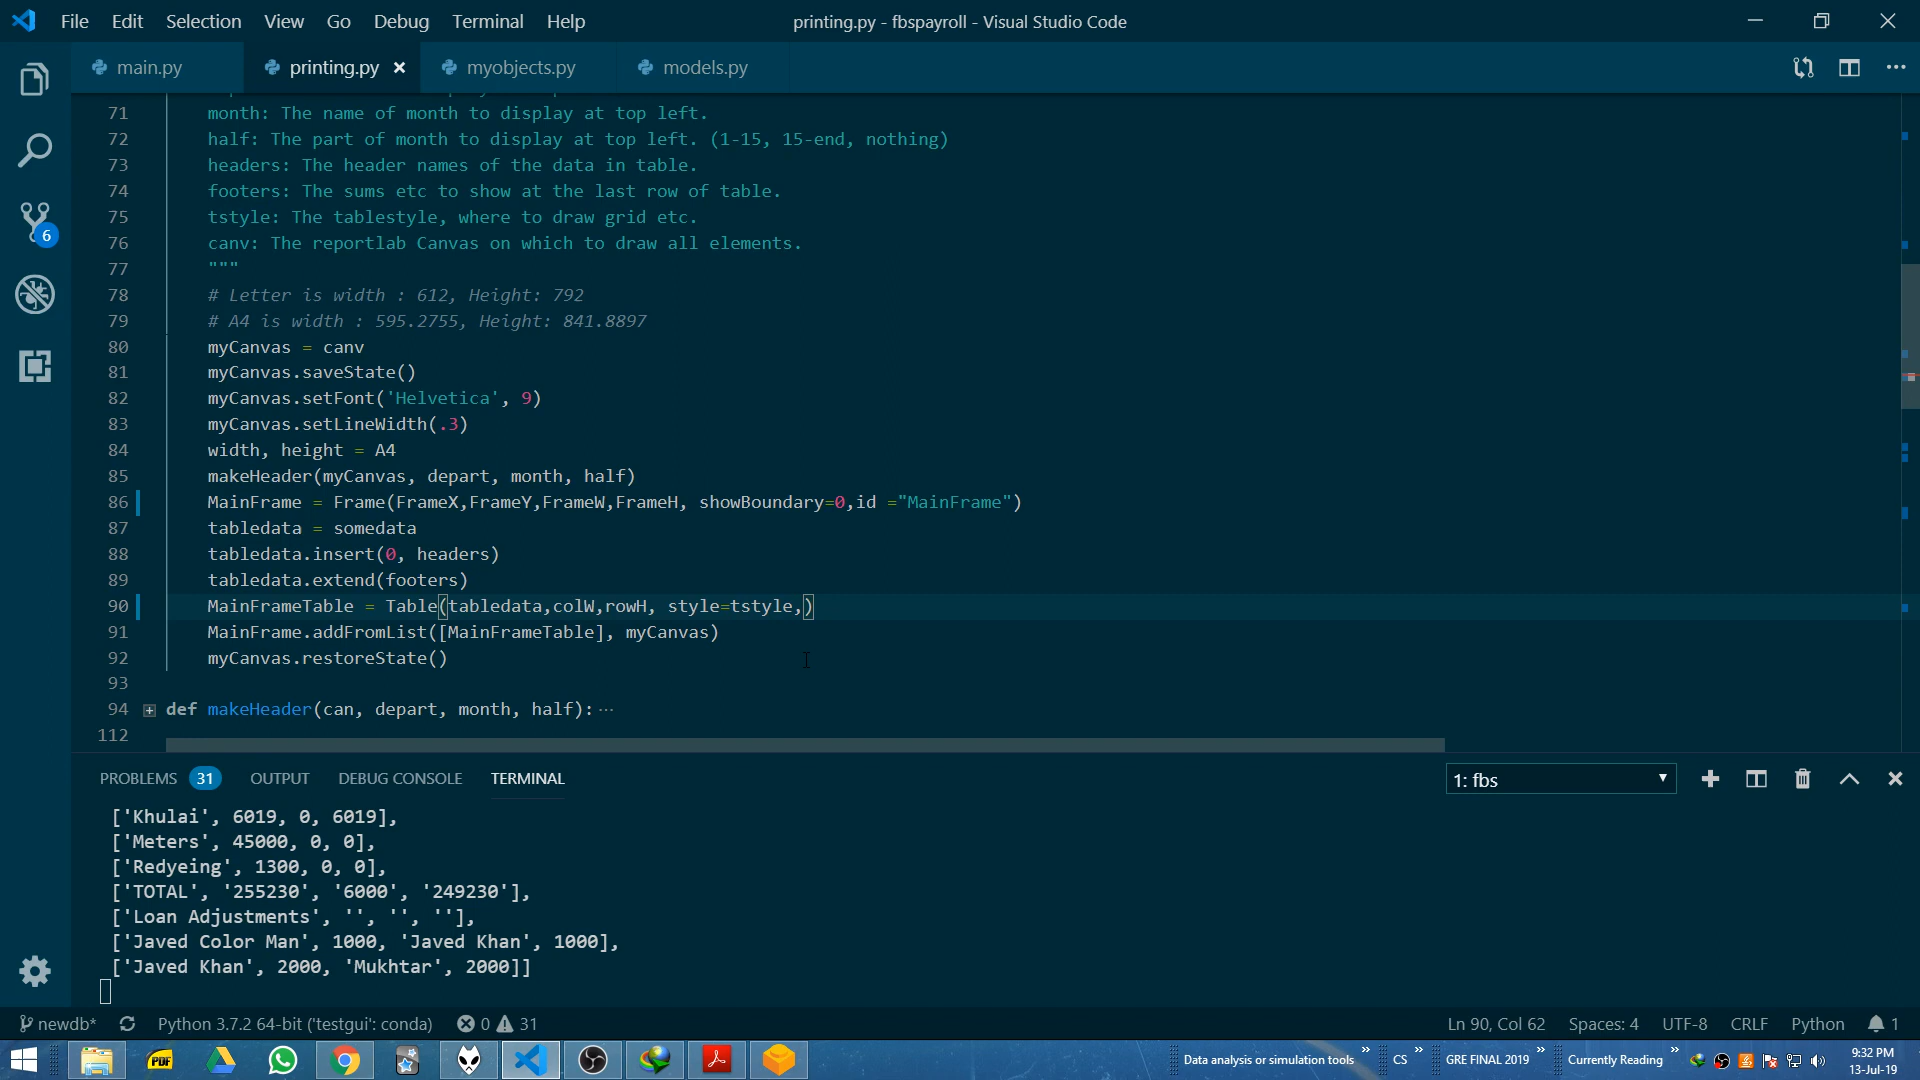 File Edit Selection View Go Debug Terminal Help
printing.py - fbspayroll - Visual Studio Code
main.py printing.py myobjects.py models.py
71 month: The name of month to display at top left.
72 half: The part of month to display at top left. (1-15, 15-end, nothing)
73 headers: The header names of the data in table.
74 footers: The sums etc to show at the last row of table.
75 tstyle: The tablestyle, where to draw grid etc.
76 canv: The reportlab Canvas on which to draw all elements.
77 """
78 # Letter is width : 612, Height: 792
79 # A4 is width : 595.2755, Height: 841.8897
80 myCanvas = canv
81 myCanvas.saveState()
82 myCanvas.setFont('Helvetica', 9)
83 myCanvas.setLineWidth(.3)
84 width, height = A4
85 makeHeader(myCanvas, depart, month, half)
86 MainFrame = Frame(FrameX,FrameY,FrameW,FrameH, showBoundary=0,id ="MainFrame")
87 tabledata = somedata
88 tabledata.insert(0, headers)
89 tabledata.extend(footers)
90 MainFrameTable = Table(tabledata,colW,rowH, style=tstyle,)
91 MainFrame.addFromList([MainFrameTable], myCanvas)
92 myCanvas.restoreState()
93
94 def makeHeader(can, depart, month, half): ...
112
6
PROBLEMS 31 OUTPUT DEBUG CONSOLE TERMINAL 1: fbs
['Khulai', 6019, 0, 6019],
['Meters', 45000, 0, 0],
['Redyeing', 1300, 0, 0],
['TOTAL', '255230', '6000', '249230'],
['Loan Adjustments', '', '', ''],
['Javed Color Man', 1000, 'Javed Khan', 1000],
['Javed Khan', 2000, 'Mukhtar', 2000]]
newdb* Python 3.7.2 64-bit ('testgui': conda) 0 31 Ln 90, Col 62 Spaces: 4 UTF-8 CRLF Python 1
PDF Data analysis or simulation tools » CS » GRE FINAL 2019 » Currently Reading » 9:32 PM
13-Jul-19